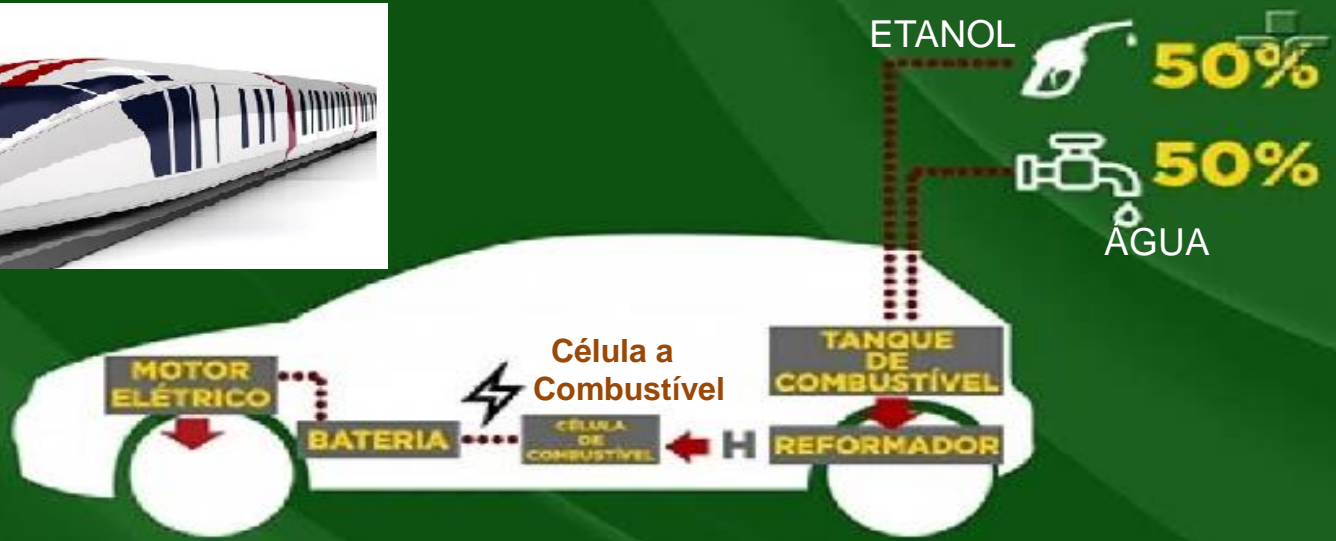 ETANOL
50%
50%
ÁGUA
Célula a
Combustível
TANQUE
DE
COMBUSTÍVEL
MOTOR
ELÉTRICO
BATERIA
CÉLULA
DE
COMBUSTÍVEL
H
REFORMADOR